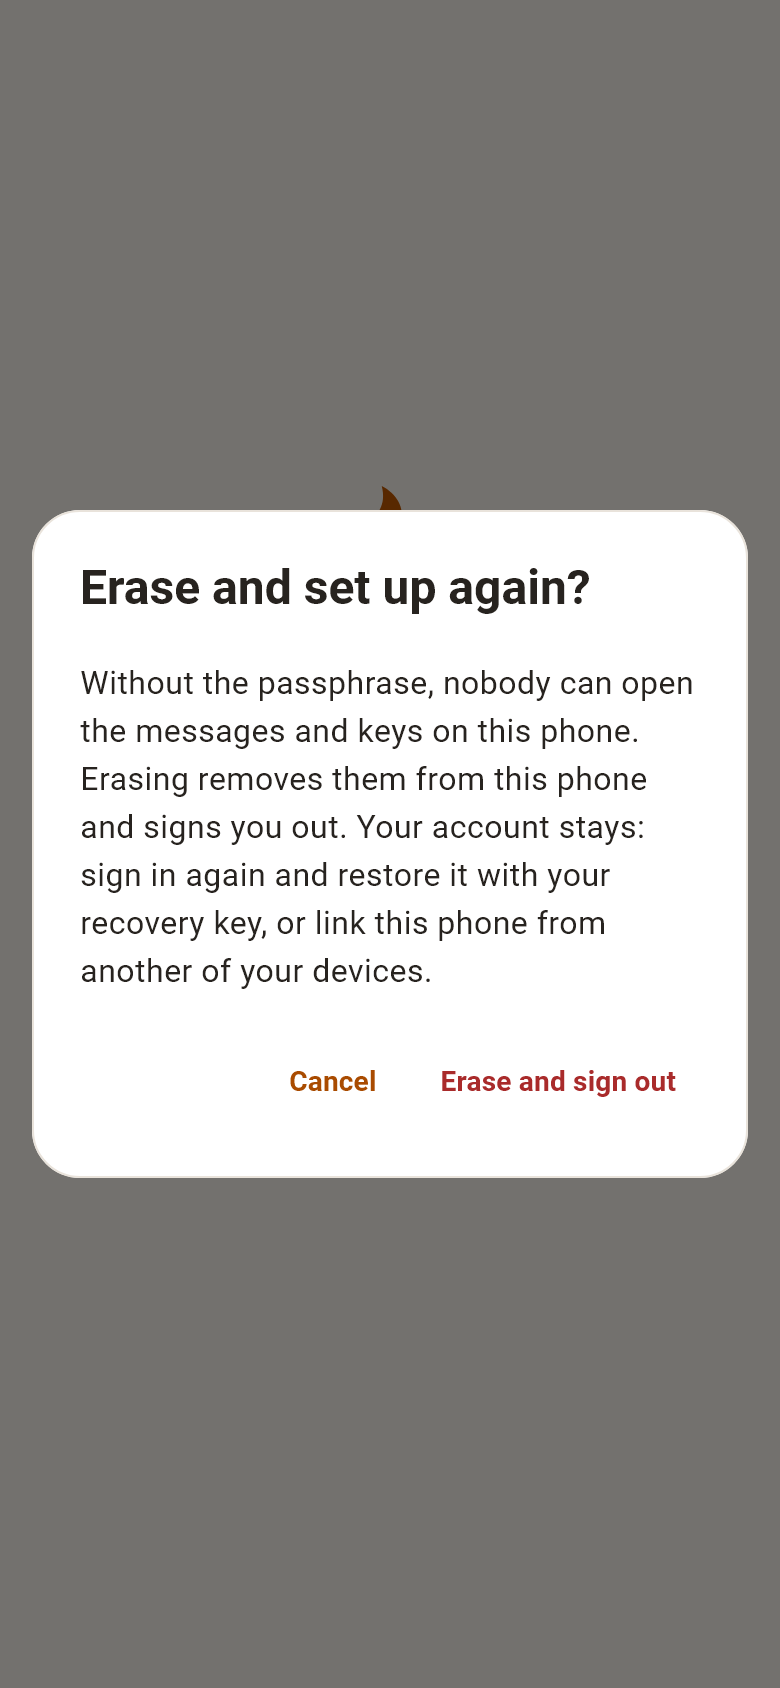 Erase and set up again?
Without the passphrase, nobody can open
the messages and keys on this phone.
Erasing removes them from this phone
and signs you out. Your account stays:
sign in again and restore it with your
recovery key, or link this phone from
another of your devices.
Cancel
Erase and sign out